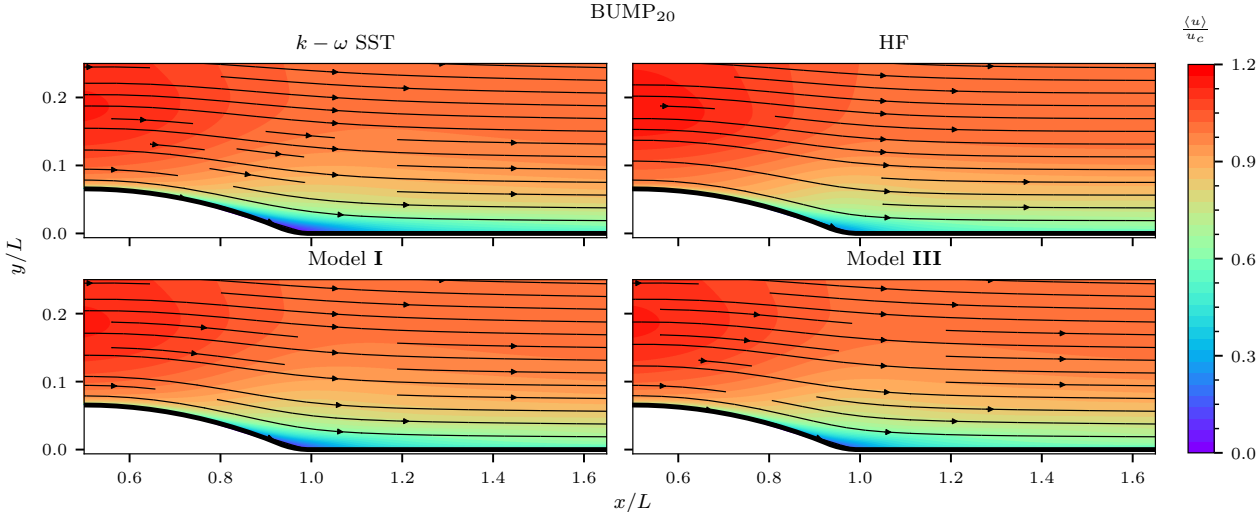 BUMP₂₀
k − ω SST
HF
⟨u⟩
u_c
0.2
0.1
0.0
1.2
0.9
0.6
0.3
0.0
y/L
Model I
Model III
0.2
0.1
0.0
0.6 0.8 1.0 1.2 1.4 1.6
0.6 0.8 1.0 1.2 1.4 1.6
x/L